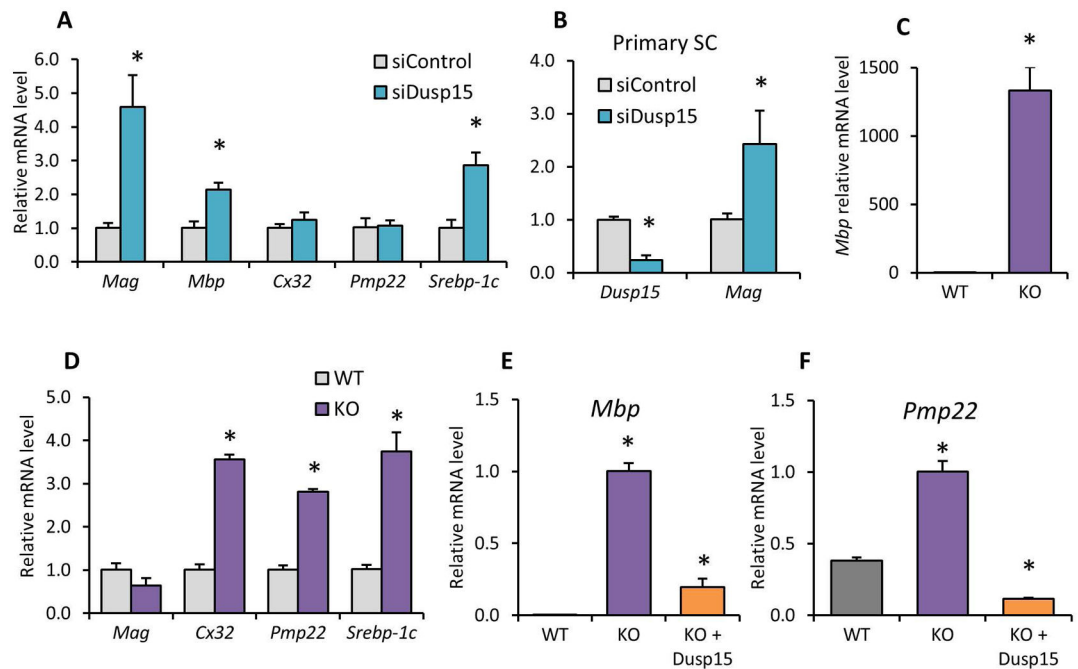 A
Relative mRNA level
6.0
5.0
4.0
3.0
2.0
1.0
0.0
*
*
*
siControl
siDusp15
Mag Mbp Cx32 Pmp22 Srebp-1c
B
Primary SC
siControl
siDusp15
4.0
3.0
2.0
1.0
0.0
*
*
Dusp15 Mag
C
Mbp relative mRNA level
1500
1000
500
0
*
WT KO
D
Relative mRNA level
5.0
4.0
3.0
2.0
1.0
0.0
WT
KO
*
*
*
Mag Cx32 Pmp22 Srebp-1c
E
Mbp
Relative mRNA level
1.5
1.0
0.5
0.0
*
*
WT KO KO +
Dusp15
F
Pmp22
Relative mRNA level
1.5
1.0
0.5
0.0
*
*
WT KO KO +
Dusp15